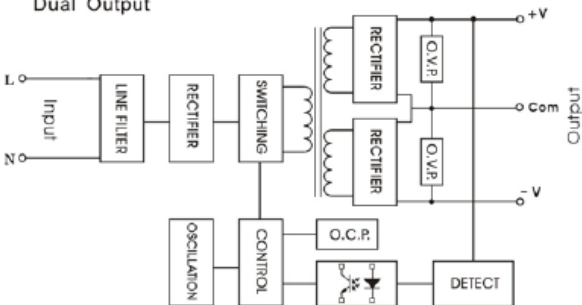 Dual Output
+V
L
Input
N
LINE FILTER
RECTIFIER
SWITCHING
RECTIFIER
O.V.P.
Com
Output
RECTIFIER
O.V.P.
- V
OSCILLATION
CONTROL
O.C.P.
DETECT